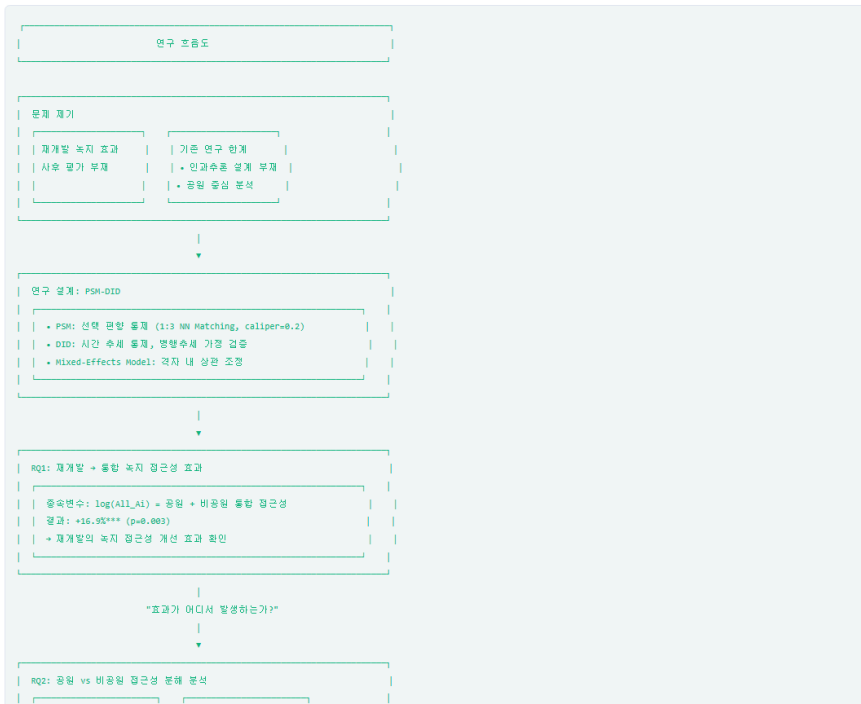 연구 흐름도
문제 제기
재개발 녹지 효과
사후 평가 부재
기존 연구 한계
• 인과추론 설계 부재
• 공원 중심 분석
연구 설계: PSM-DID
• PSM: 선택 편향 통제 (1:3 NN Matching, caliper=0.2)
• DID: 시간 추세 통제, 병행추세 가정 검증
• Mixed-Effects Model: 격자 내 상관 조정
RQ1: 재개발 → 통합 녹지 접근성 효과
종속변수: log(All_Ai) = 공원 + 비공원 통합 접근성
결과: +16.9%*** (p=0.003)
→ 재개발의 녹지 접근성 개선 효과 확인
"효과가 어디서 발생하는가?"
RQ2: 공원 vs 비공원 접근성 분해 분석